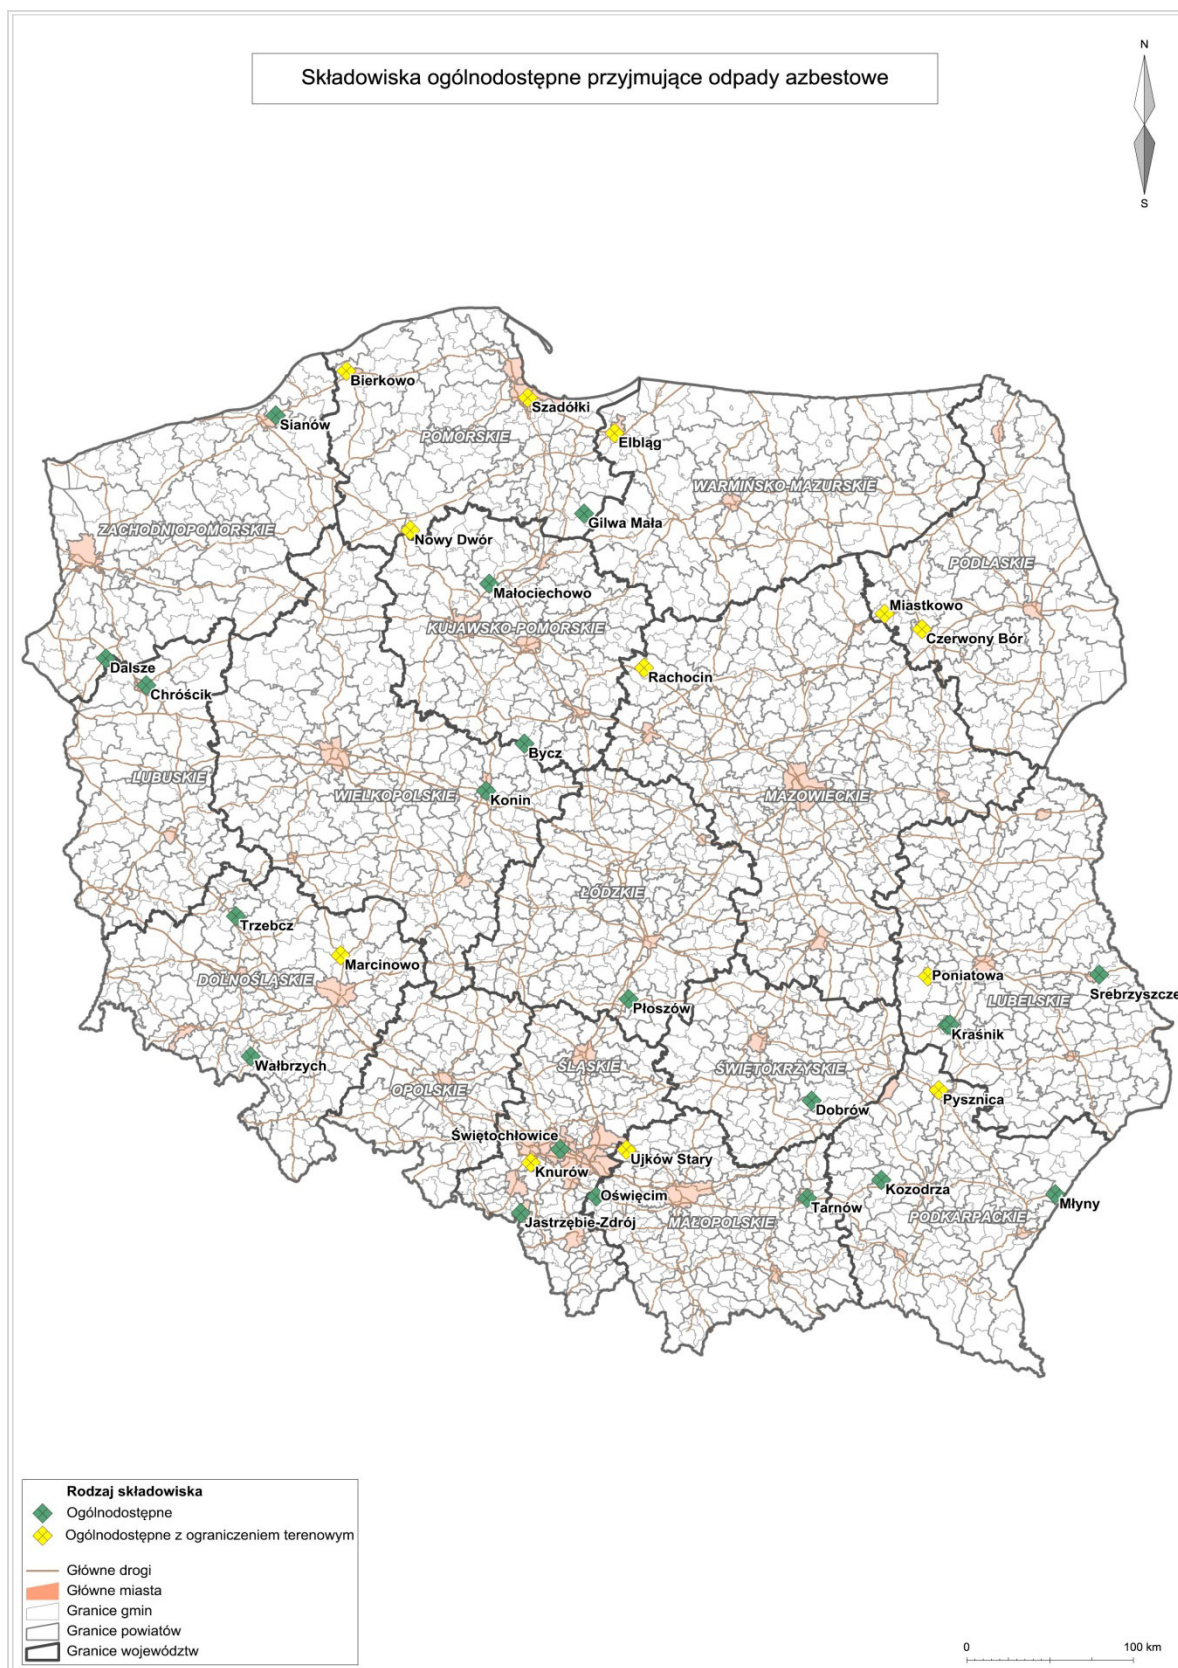 N
Składowiska ogólnodostępne przyjmujące odpady azbestowe
S
Bierkowo
Szadółki
Sianów
POMORSKIE
Elbląg
WARMIŃSKO-MAZURSKIE
Gilwa Mała
ZACHODNIOPOMORSKIE
Nowy Dwór
PODLASKIE
Małociechowo
Miastkowo
KUJAWSKO-POMORSKIE
Czerwony Bór
Dalsze
Rachocin
Chróścik
Bycz
LUBUSKIE
WIELKOPOLSKIE
Konin
MAZOWIECKIE
ŁÓDZKIE
Trzebcz
Marcinowo
DOLNOŚLĄSKIE
Poniatowa
Srebrzyszcze
LUBELSKIE
Płoszów
Kraśnik
Wałbrzych
ŚLĄSKIE
ŚWIĘTOKRZYSKIE
OPOLSKIE
Pysznica
Dobrów
Świętochłowice
Ujków Stary
Knurów
Kozodrza
Oświęcim
Młyny
Tarnów
Jastrzębie-Zdrój
MAŁOPOLSKIE
PODKARPACKIE
Rodzaj składowiska
Ogólnodostępne
Ogólnodostępne z ograniczeniem terenowym
Główne drogi
Główne miasta
Granice gmin
Granice powiatów
Granice województw
0 100 km